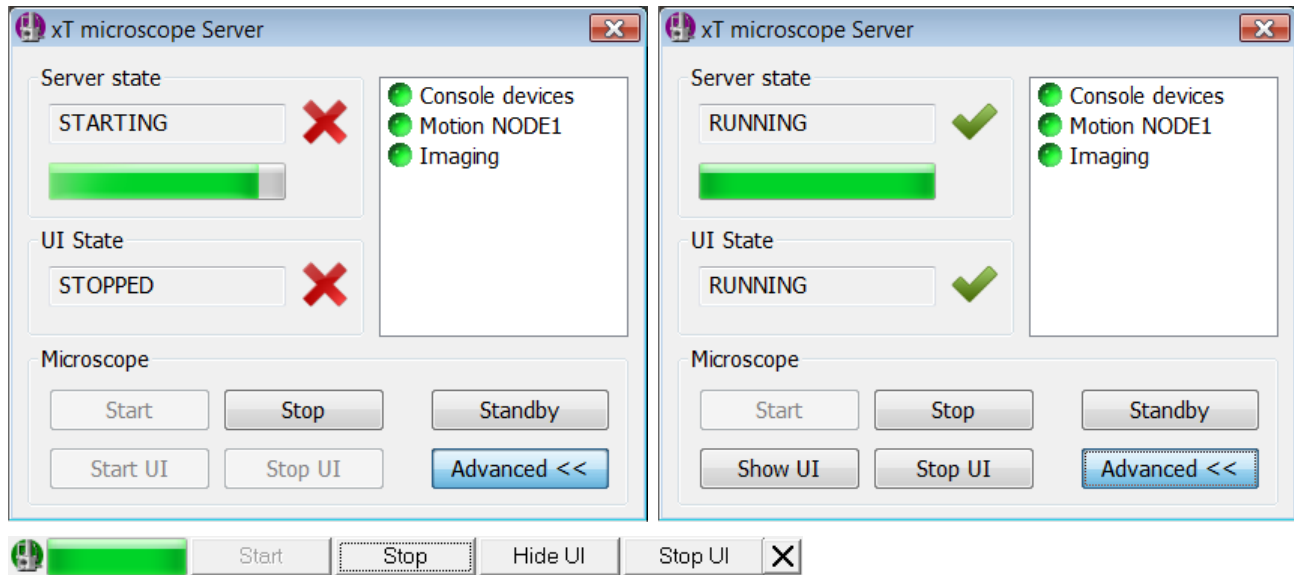 xT microscope Server
Server state
STARTING
Console devices
Motion NODE1
Imaging
UI State
STOPPED
Microscope
Start Stop Standby
Start UI Stop UI Advanced <<
xT microscope Server
Server state
RUNNING
Console devices
Motion NODE1
Imaging
UI State
RUNNING
Microscope
Start Stop Standby
Show UI Stop UI Advanced <<
Start Stop Hide UI Stop UI